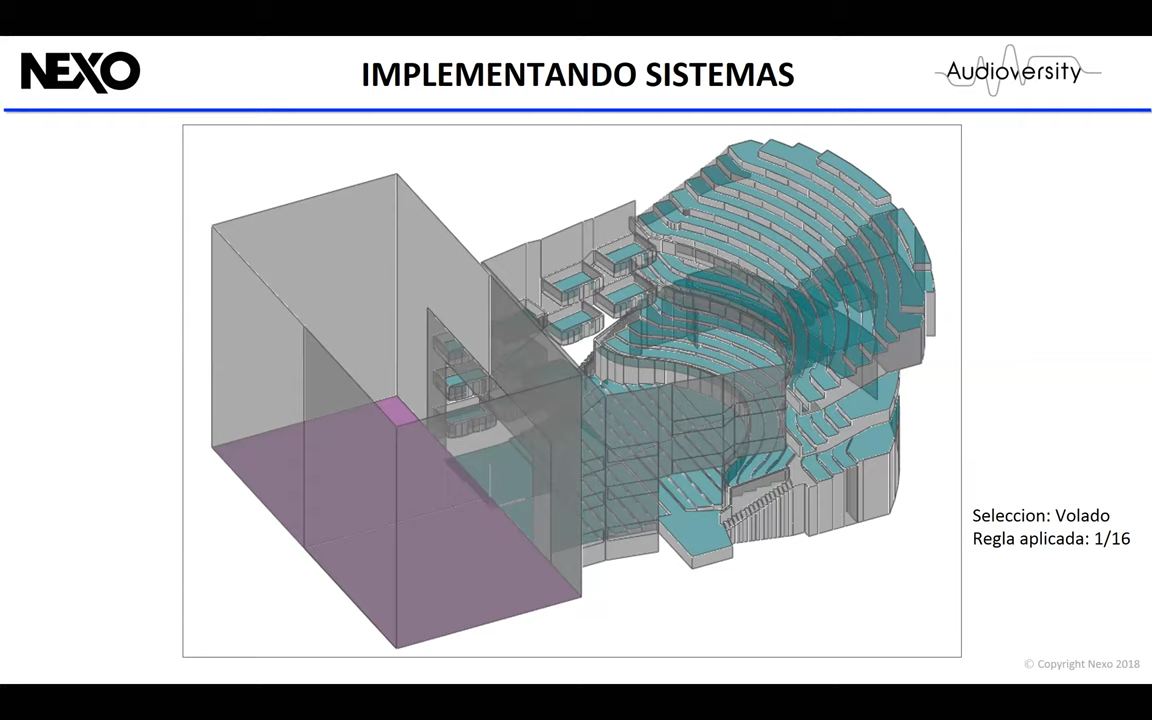 NEXO
IMPLEMENTANDO SISTEMAS
Audioversity
Seleccion: Volado
Regla aplicada: 1/16
© Copyright Nexo 2018